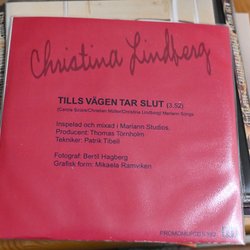 Christina Lindberg
TILLS VÄGEN TAR SLUT (3.52)
Inspelad och mixad i Mariann Studios.
Producent: Thomas Törnholm
Tekniker: Patrik Tibell
Fotograf: Bertil Hagberg
Grafisk form: Mikaela Ramviken